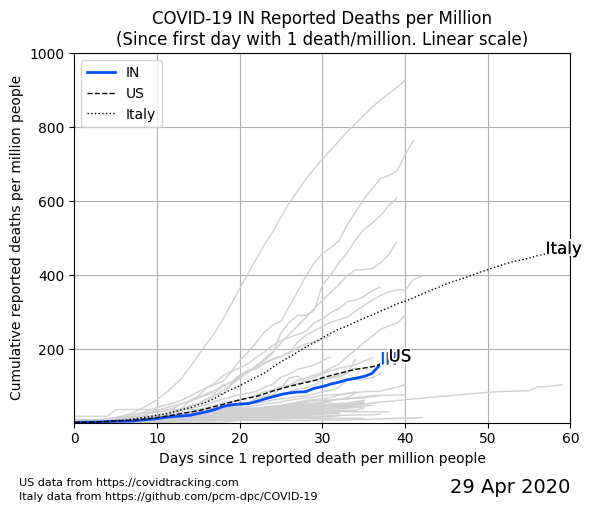 COVID-19 IN Reported Deaths per Million
(Since first day with 1 death/million. Linear scale)
1000
800
600
400
200
Cumulative reported deaths per million people
IN
US
Italy
Italy
IN
US
0 10 20 30 40 50 60
Days since 1 reported death per million people
US data from https://covidtracking.com
Italy data from https://github.com/pcm-dpc/COVID-19
29 Apr 2020